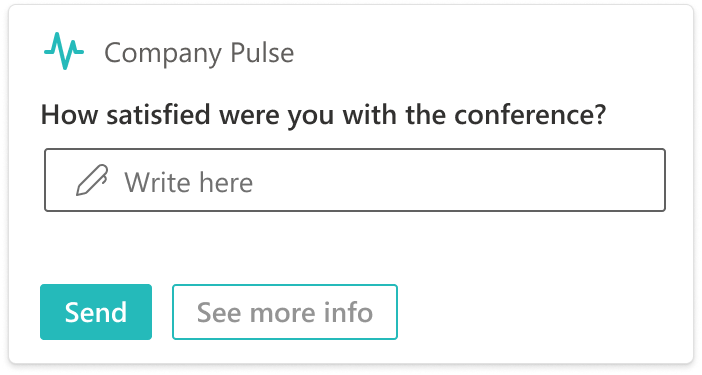 Company Pulse
How satisfied were you with the conference?
Write here
Send
See more info